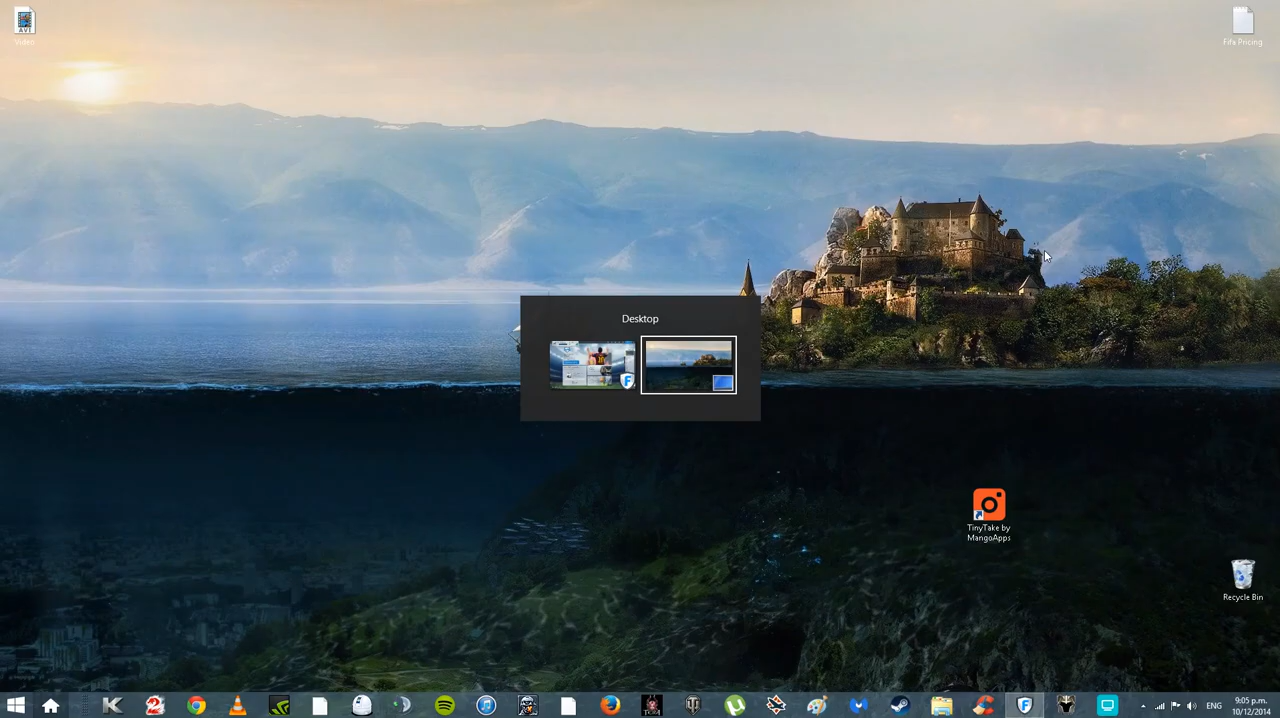 Video
Fifa Pricing
Desktop
TinyTake by
MangoApps
Recycle Bin
ENG
9:05 p.m.
10/12/2014